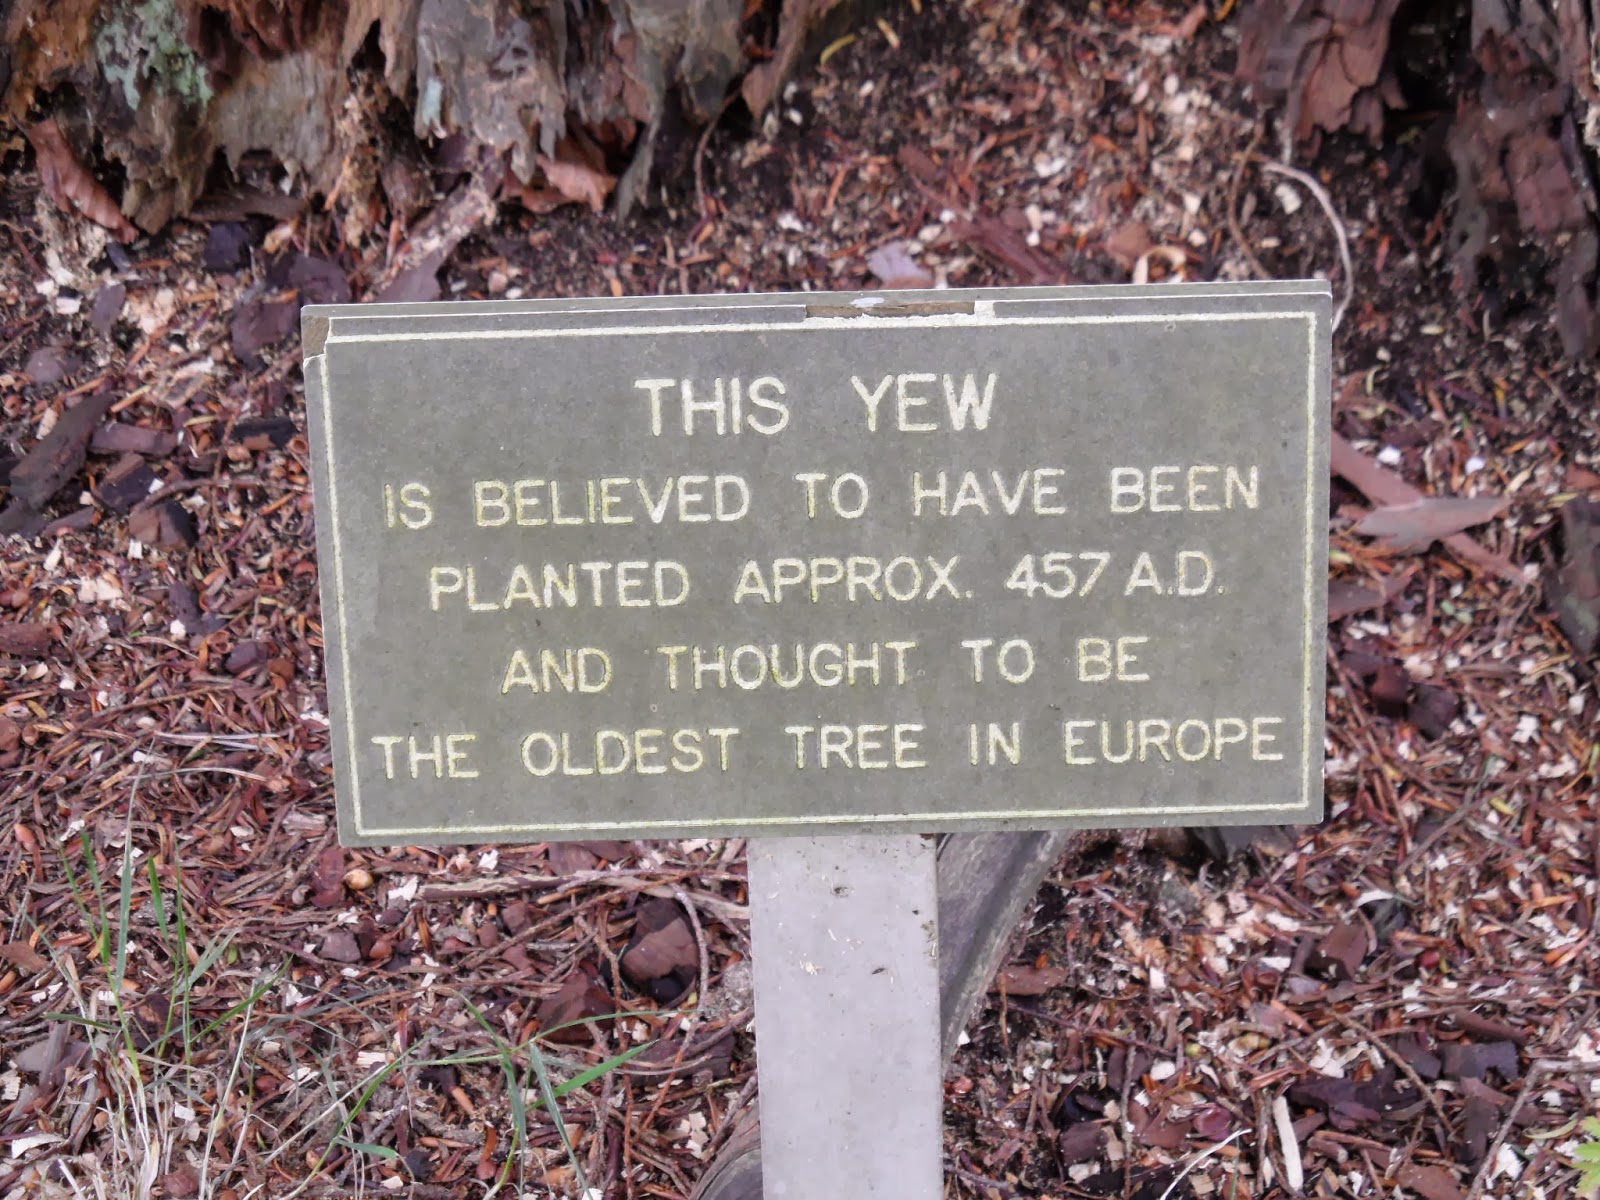 THIS YEW
IS BELIEVED TO HAVE BEEN
PLANTED APPROX. 457 A.D.
AND THOUGHT TO BE
THE OLDEST TREE IN EUROPE